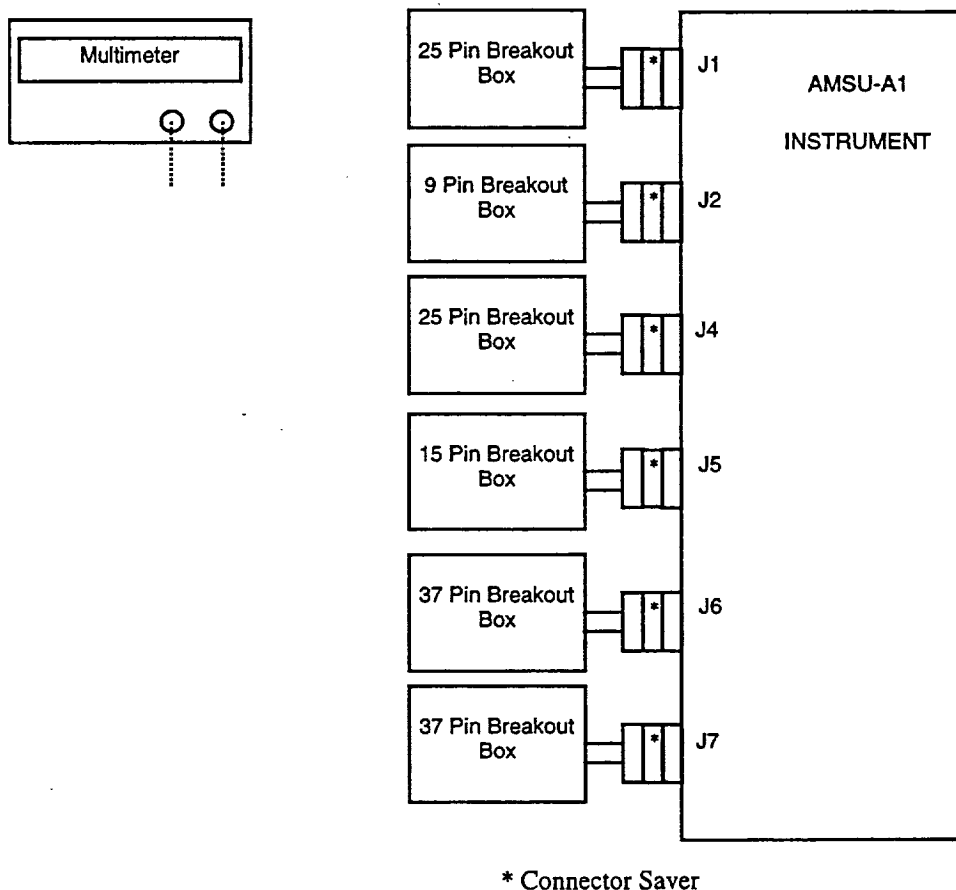 Multimeter
25 Pin Breakout
Box
* J1
AMSU-A1
INSTRUMENT
9 Pin Breakout
Box
* J2
25 Pin Breakout
Box
* J4
15 Pin Breakout
Box
* J5
37 Pin Breakout
Box
* J6
37 Pin Breakout
Box
* J7
* Connector Saver